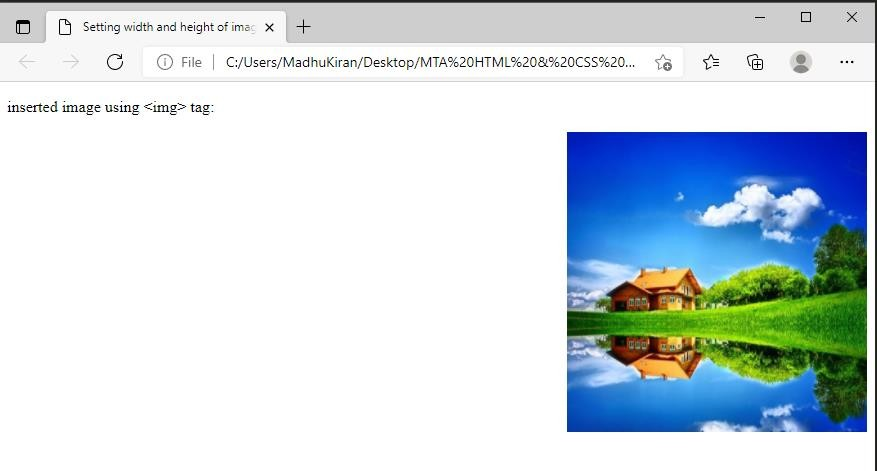 Setting width and height of imag
File
C:/Users/MadhuKiran/Desktop/MTA%20HTML%20&%20CSS%20...
inserted image using <img> tag: